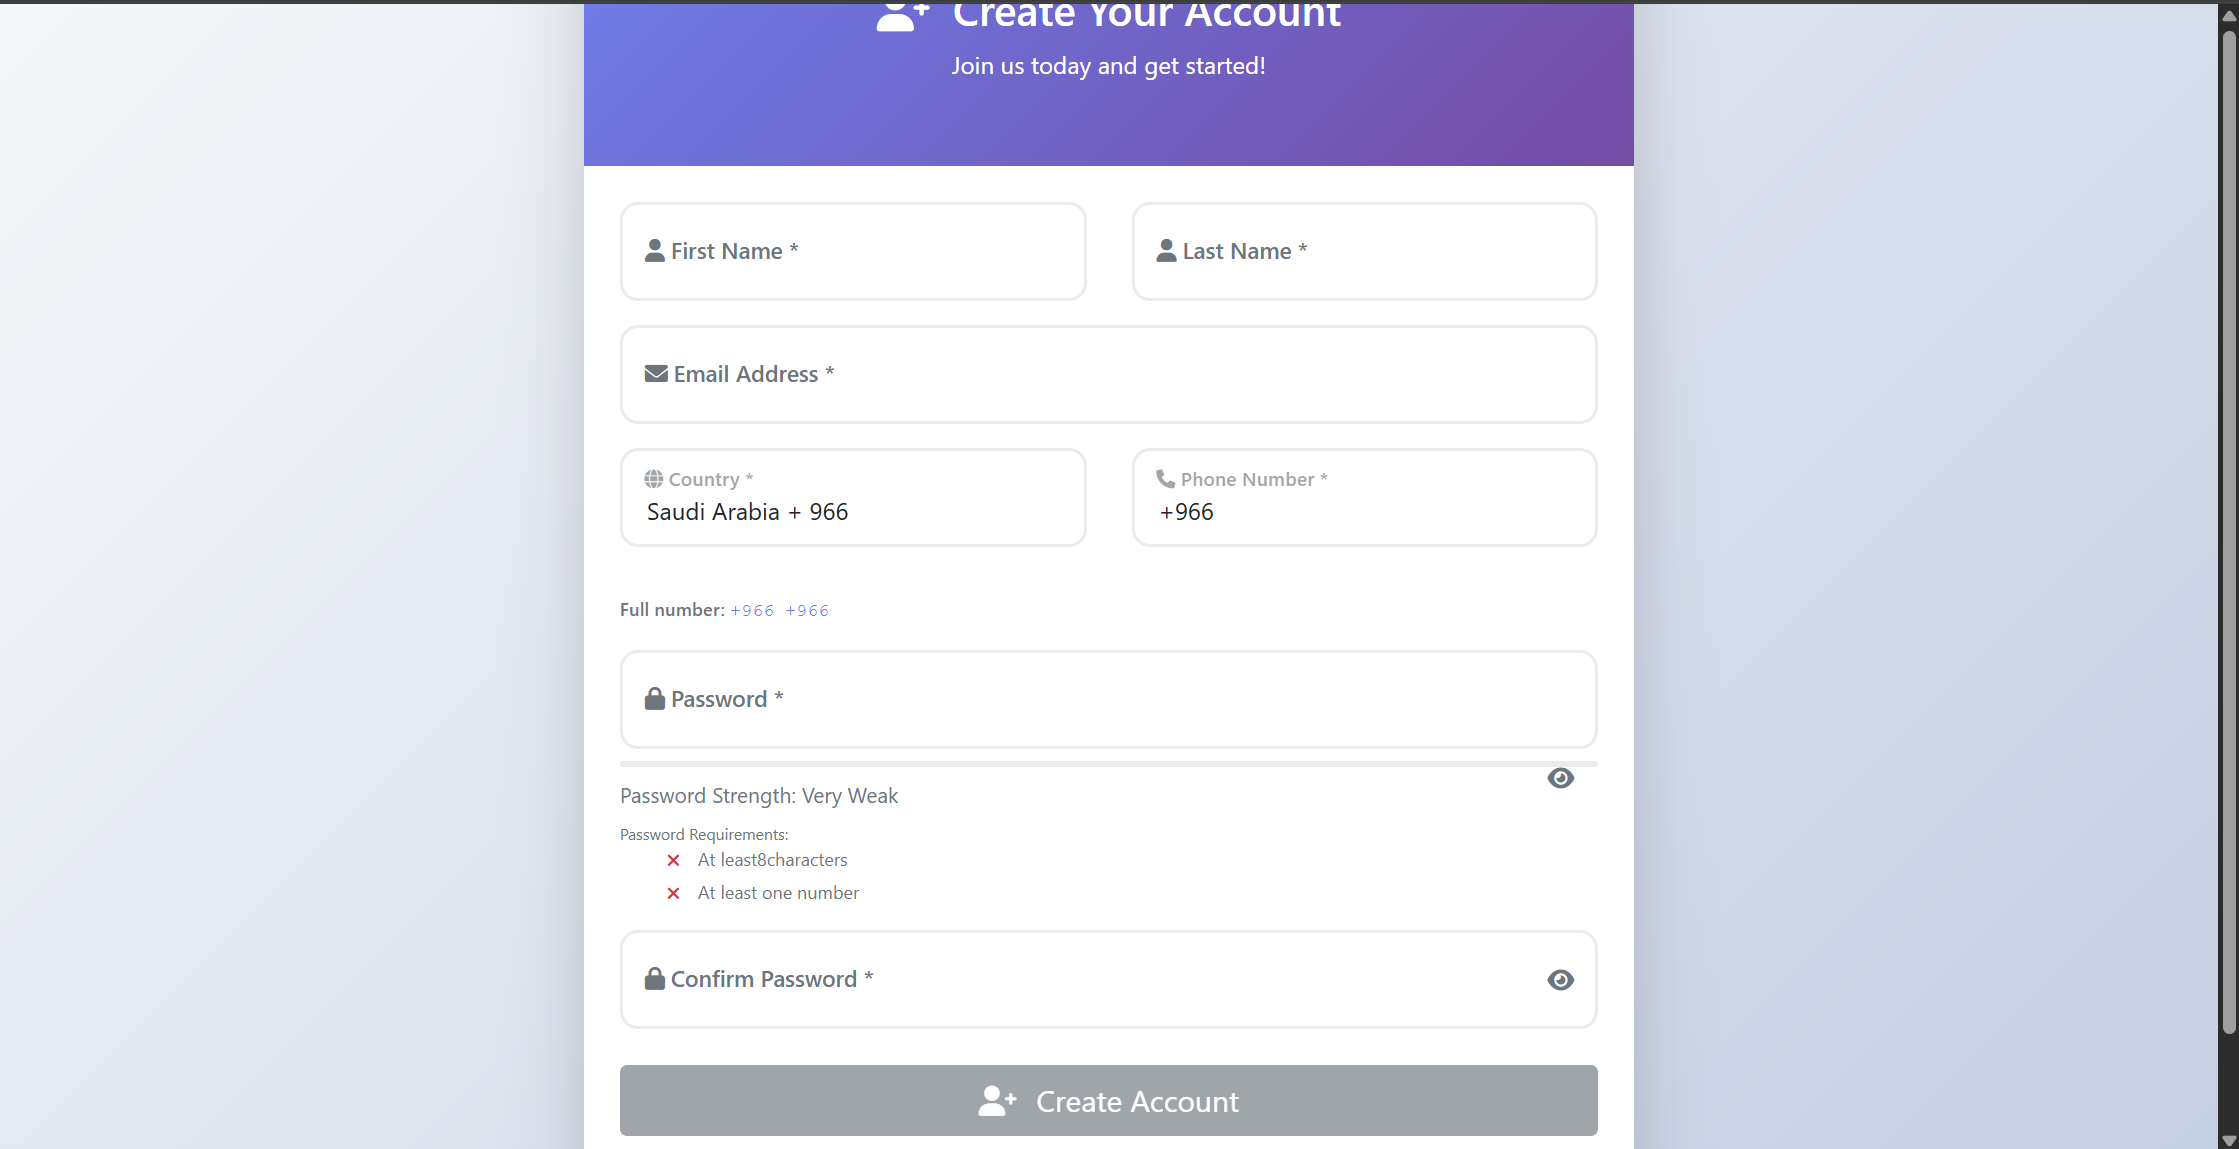 Create Your Account
Join us today and get started!
First Name *
Last Name *
Email Address *
Country *
Saudi Arabia + 966
Phone Number *
+966
Full number: +966 +966
Password *
Password Strength: Very Weak
Password Requirements:
At least8characters
At least one number
Confirm Password *
Create Account